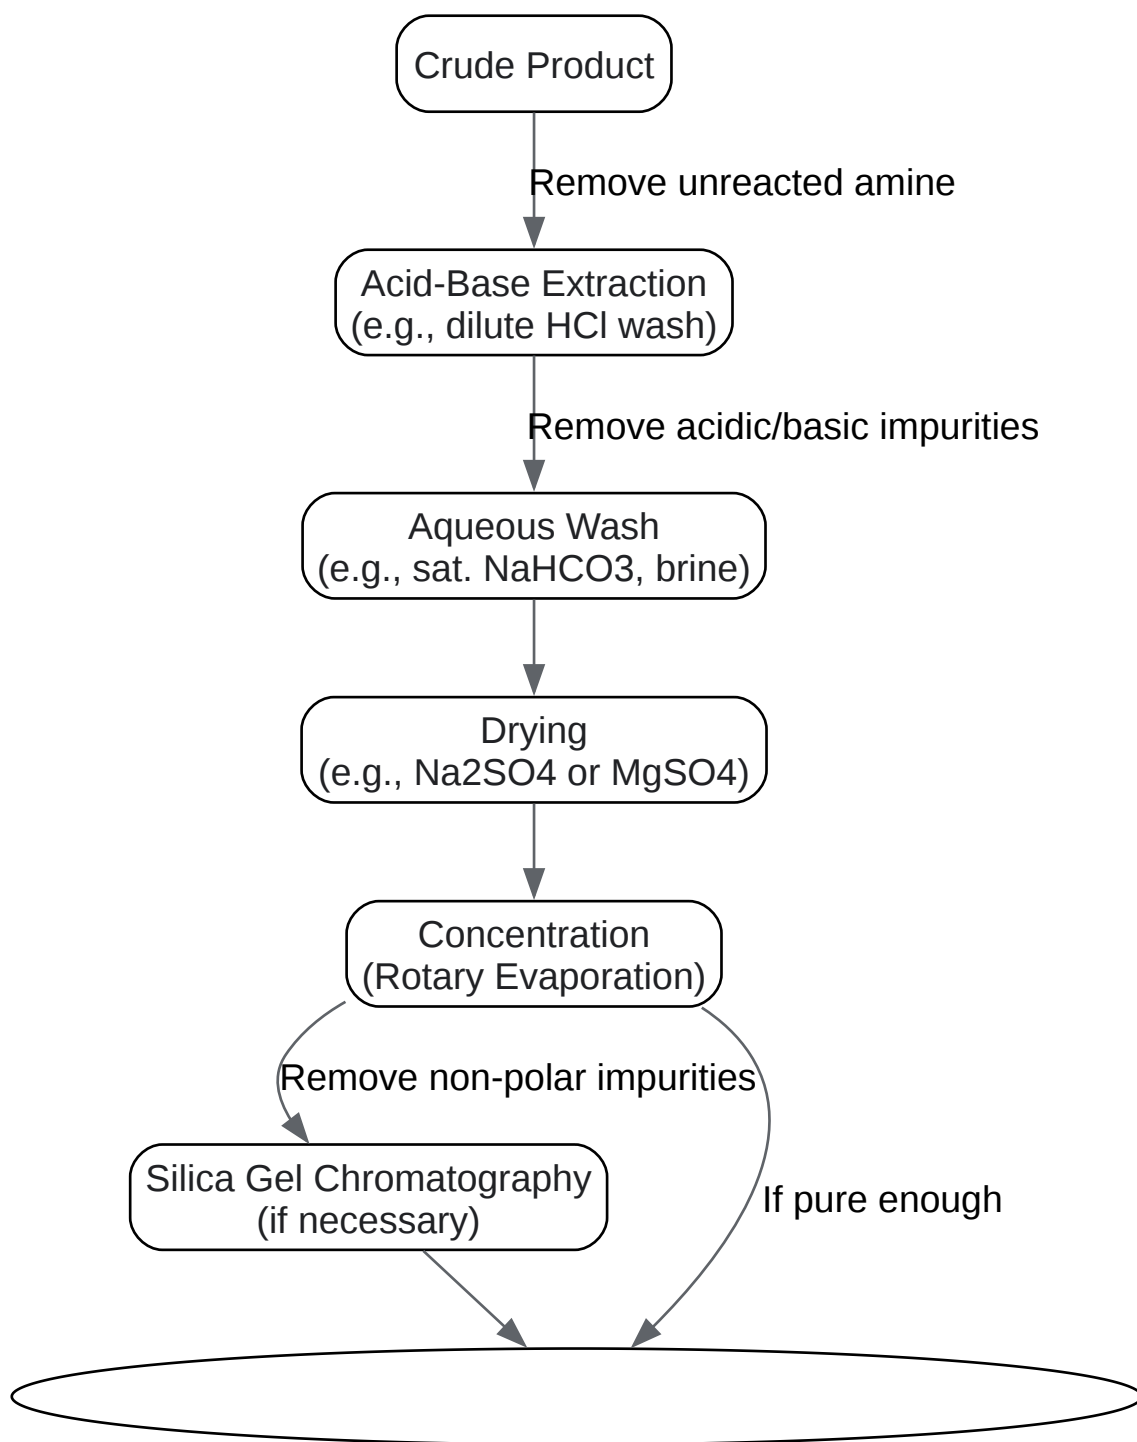 Crude Product
Remove unreacted amine
Acid-Base Extraction
(e.g., dilute HCl wash)
Remove acidic/basic impurities
Aqueous Wash
(e.g., sat. NaHCO3, brine)
Drying
(e.g., Na2SO4 or MgSO4)
Concentration
(Rotary Evaporation)
Remove non-polar impurities
Silica Gel Chromatography
(if necessary)
If pure enough